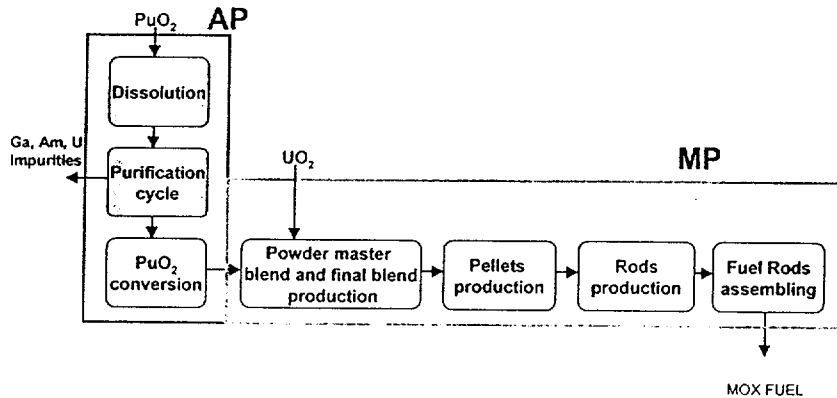 AP
PuO₂
Dissolution
Ga, Am, U
Impurities
Purification
cycle
PuO₂
conversion
UO₂
MP
Powder master
blend and final blend
production
Pellets
production
Rods
production
Fuel Rods
assembling
MOX FUEL